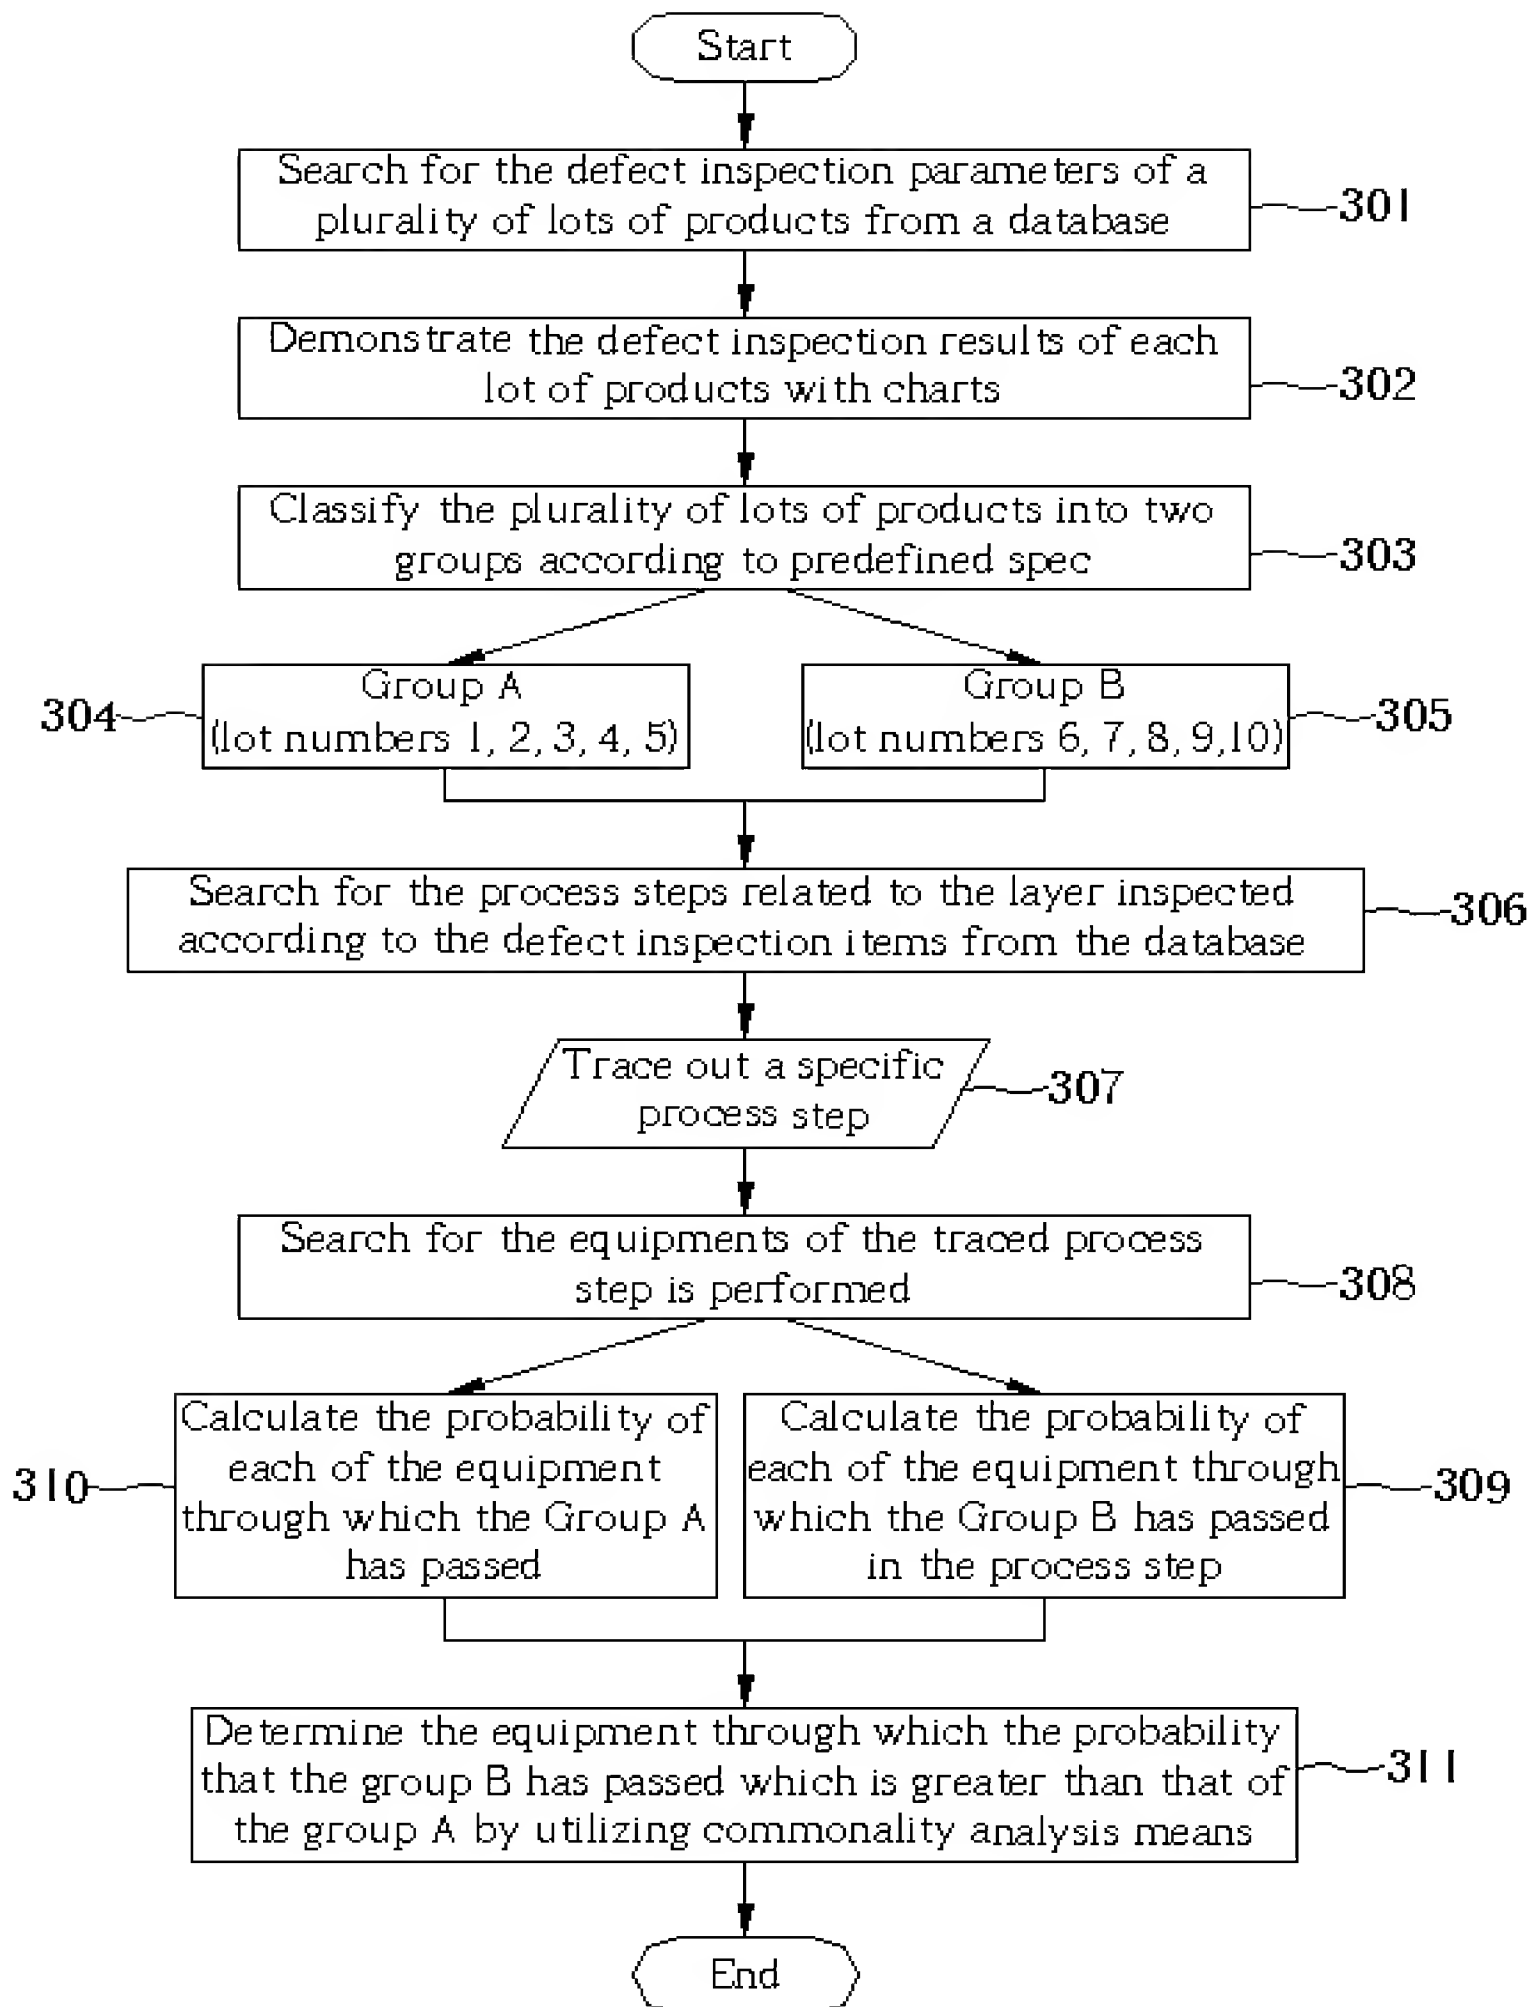 Start
Search for the defect inspection parameters of a
plurality of lots of products from a database
301
Demonstrate the defect inspection results of each
lot of products with charts
302
Classify the plurality of lots of products into two
groups according to predefined spec
303
304
Group A
(lot numbers 1, 2, 3, 4, 5)
Group B
(lot numbers 6, 7, 8, 9,10)
305
Search for the process steps related to the layer inspected
according to the defect inspection items from the database
306
Trace out a specific
process step
307
Search for the equipments of the traced process
step is performed
308
310
Calculate the probability of
each of the equipment
through which the Group A
has passed
Calculate the probability of
each of the equipment through
which the Group B has passed
in the process step
309
Determine the equipment through which the probability
that the group B has passed which is greater than that of
the group A by utilizing commonality analysis means
311
End